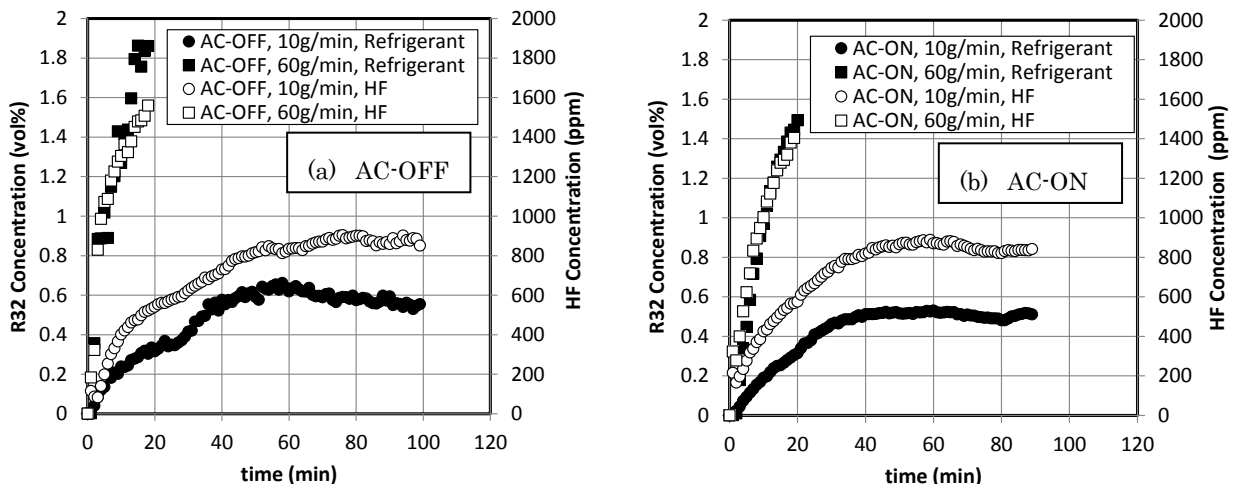 R32 Concentration (vol%)
2
1.8
1.6
1.4
1.2
1
0.8
0.6
0.4
0.2
0
AC-OFF, 10g/min, Refrigerant
AC-OFF, 60g/min, Refrigerant
AC-OFF, 10g/min, HF
AC-OFF, 60g/min, HF
(a) AC-OFF
2000
1800
1600
1400
1200
1000
800
600
400
200
0
HF Concentration (ppm)
0 20 40 60 80 100 120
time (min)
R32 Concentration (vol%)
2
1.8
1.6
1.4
1.2
1
0.8
0.6
0.4
0.2
0
AC-ON, 10g/min, Refrigerant
AC-ON, 60g/min, Refrigerant
AC-ON, 10g/min, HF
AC-ON, 60g/min, HF
(b) AC-ON
2000
1800
1600
1400
1200
1000
800
600
400
200
0
HF Concentration (ppm)
0 20 40 60 80 100 120
time (min)